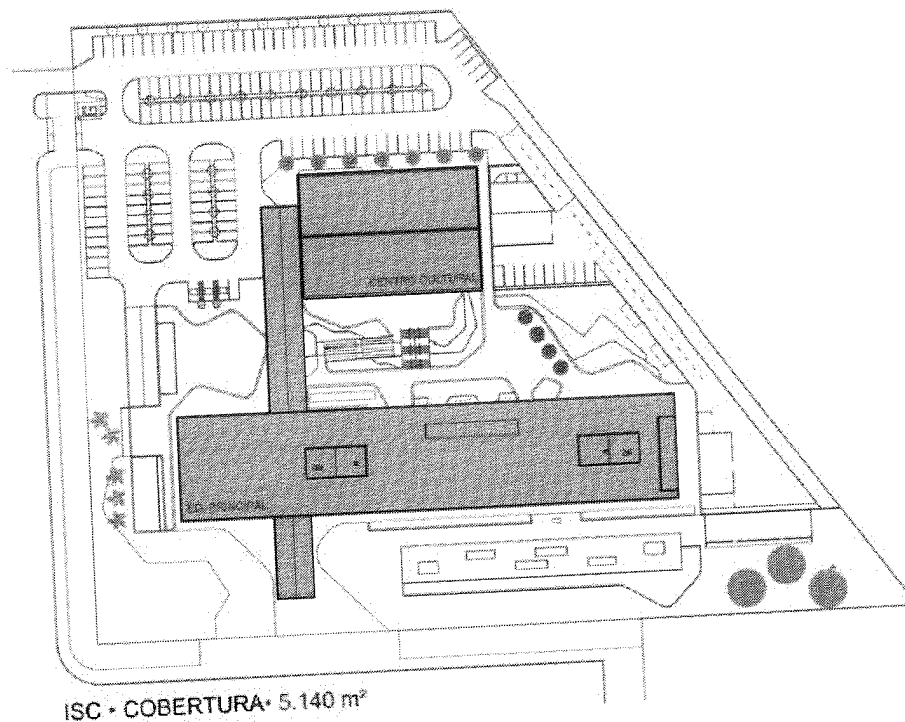 CENTRO CULTURAL
ED. PRINCIPAL
ISC • COBERTURA • 5.140 m²